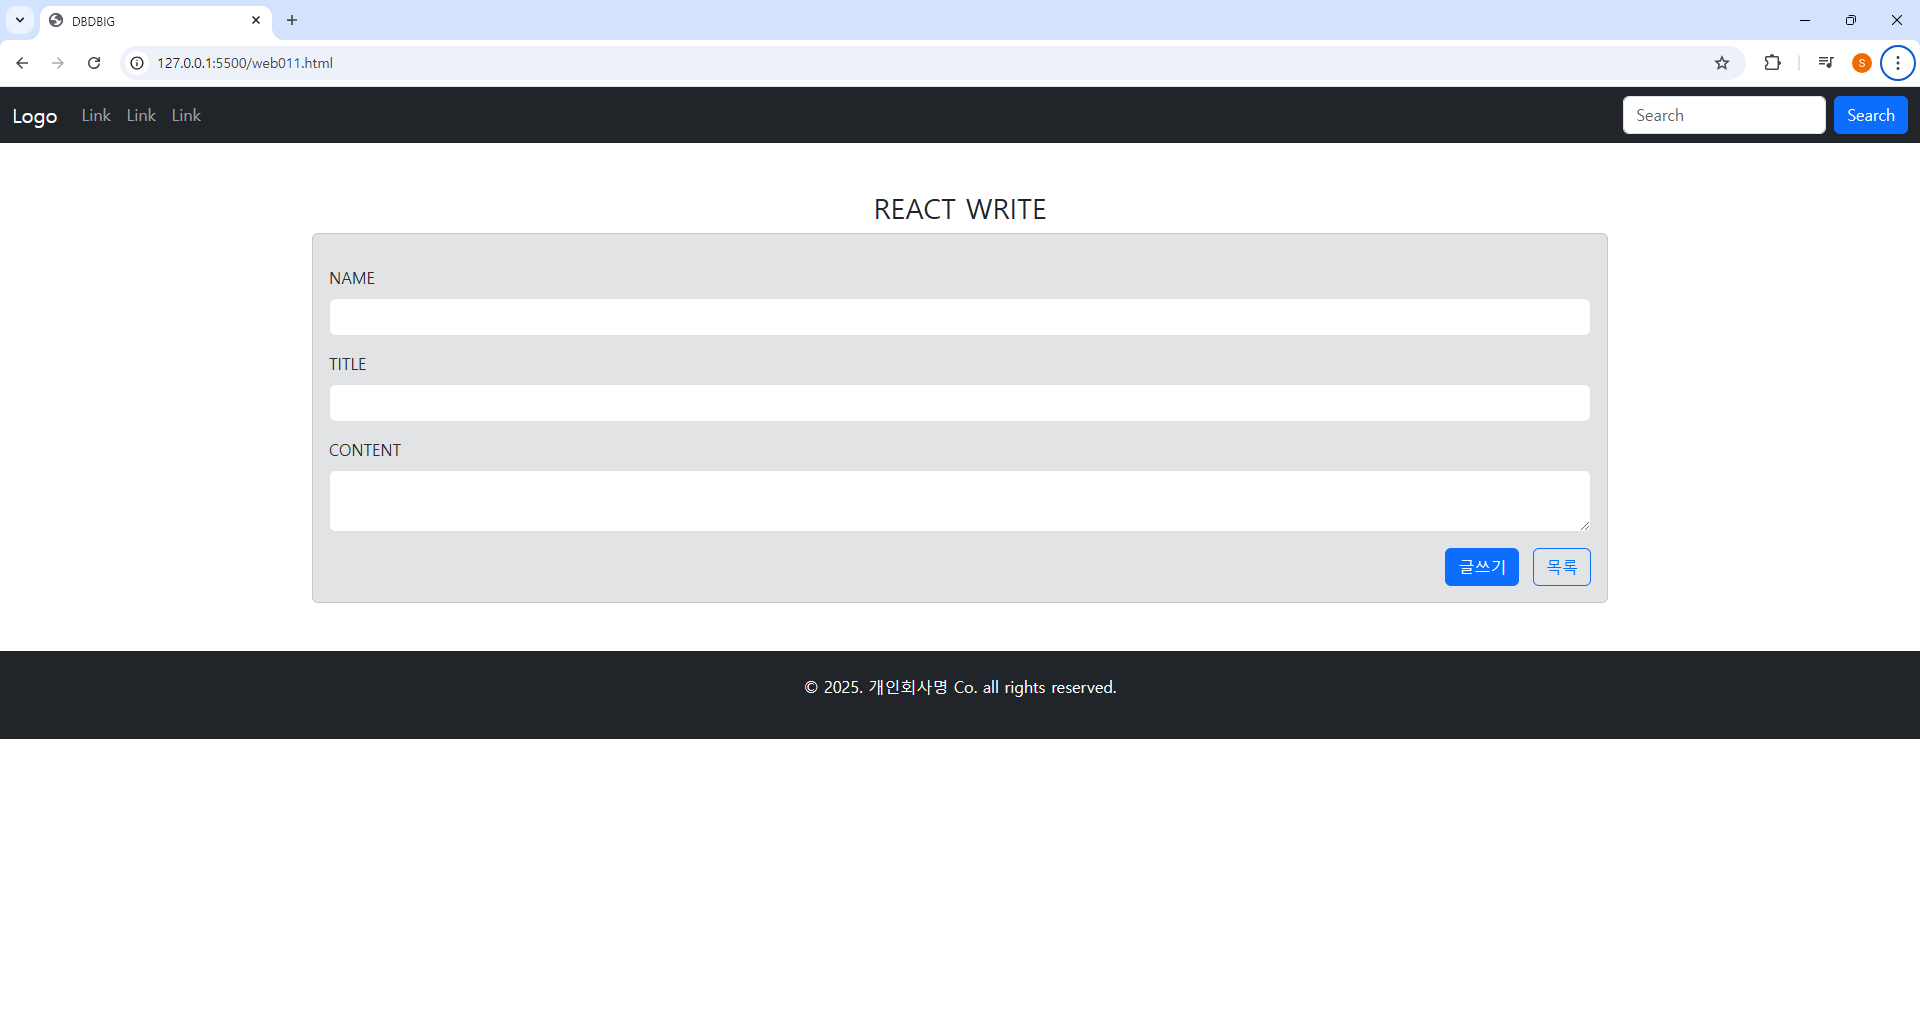 DBDBIG
127.0.0.1:5500/web011.html
S
Logo Link Link Link Search Search
REACT WRITE
NAME
TITLE
CONTENT
글쓰기 목록
© 2025. 개인회사명 Co. all rights reserved.